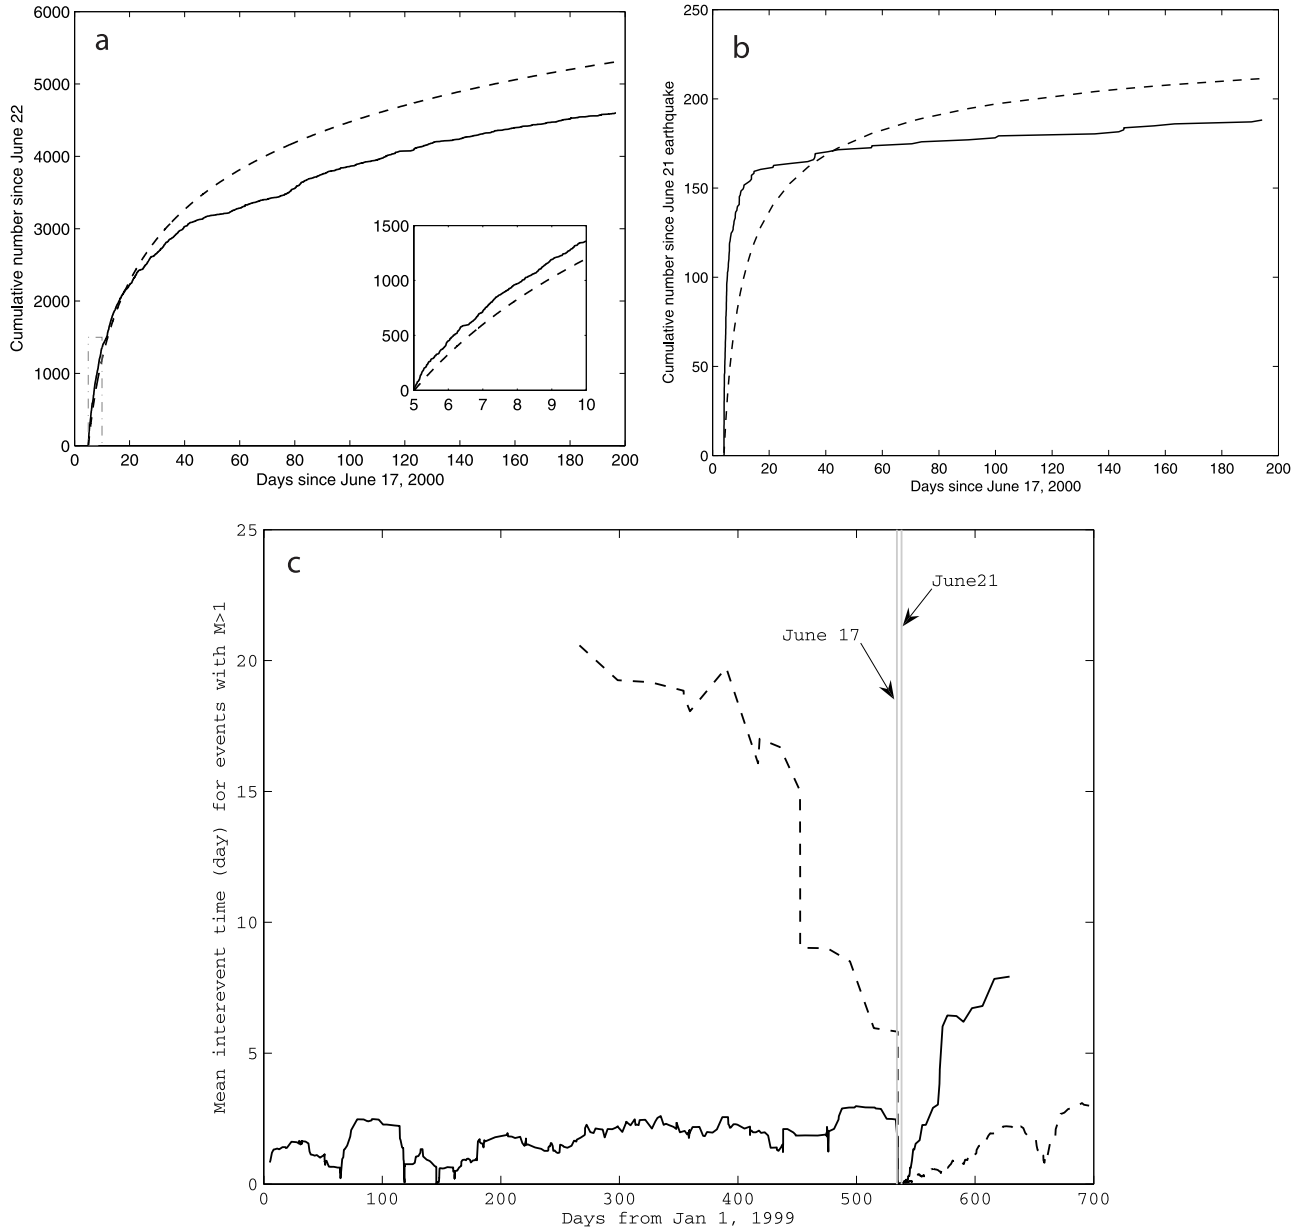 a
6000
5000
4000
3000
2000
1000
0
Cumulative number since June 22
1500
1000
500
0
5 6 7 8 9 10
0 20 40 60 80 100 120 140 160 180 200
Days since June 17, 2000
b
250
200
150
100
50
0
Cumulative number since June 21 earthquake
0 20 40 60 80 100 120 140 160 180 200
Days since June 17, 2000
c
25
20
15
10
5
0
Mean interevent time (day) for events with M>1
June21
June 17
0 100 200 300 400 500 600 700
Days from Jan 1, 1999